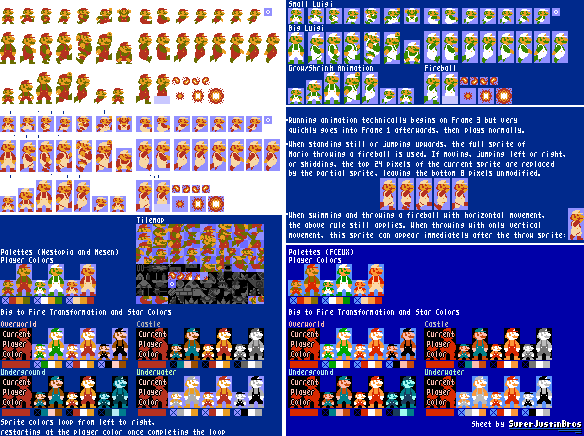 Small Luigi
Big Luigi
Grow/Shrink Animation
Fireball
Running animation technically begins on Frame 3 but very
quickly goes into Frame 1 afterwards, then plays normally.
When standing still or jumping upwards, the full sprite of
Mario throwing a fireball is used. If moving, jumping left or right,
or skidding, the top 24 pixels of the current sprite are replaced
by the partial sprite, leaving the bottom 8 pixels unmodified.
When swimming and throwing a fireball with horizontal movement,
the above rule still applies. When throwing with only vertical
movement, this sprite can appear immediately after the throw sprite:
Tilemap
Palettes (Nestopia and Mesen)
Player Colors
Big to Fire Transformation and Star Colors
Overworld
Current
Player
Color
Castle
Current
Player
Color
Underground
Current
Player
Color
Underwater
Current
Player
Color
Sprite colors loop from left to right,
restarting at the player color once completing the loop
Palettes (FCEUX)
Player Colors
Big to Fire Transformation and Star Colors
Overworld
Current
Player
Color
Castle
Current
Player
Color
Underground
Current
Player
Color
Underwater
Current
Player
Color
Sheet by SuperJustinBros